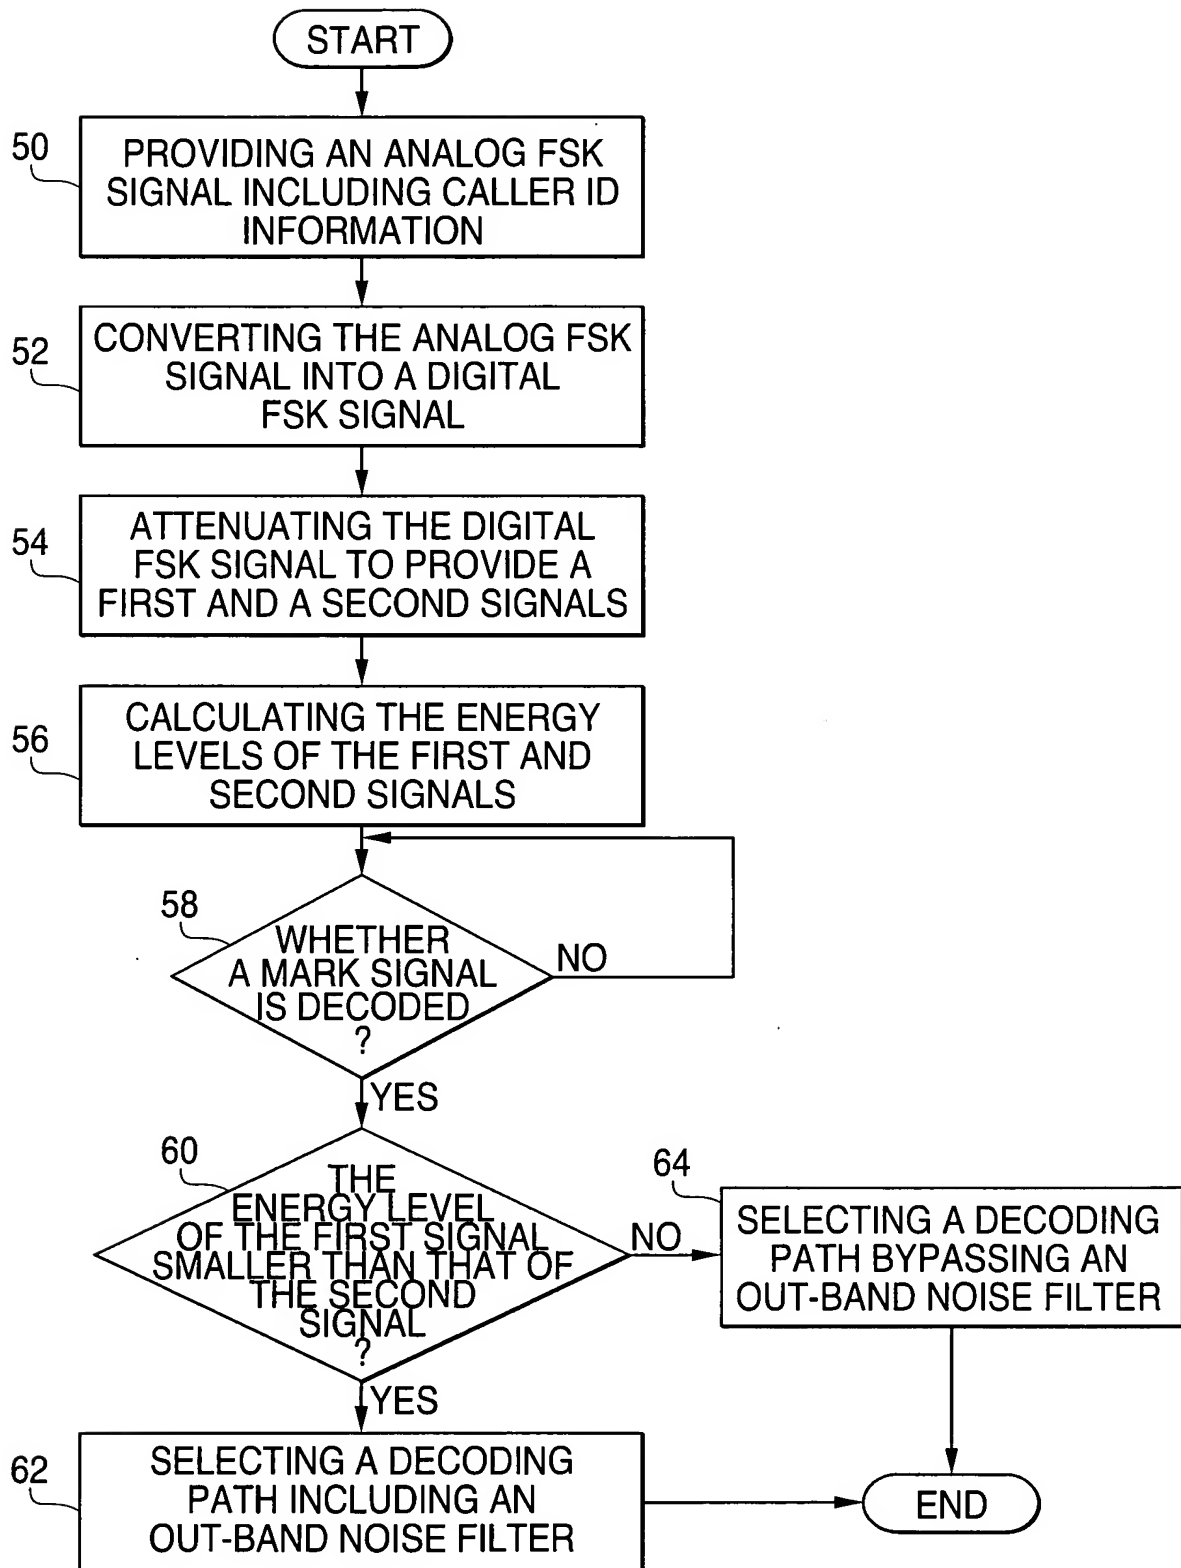 START
50
PROVIDING AN ANALOG FSK
SIGNAL INCLUDING CALLER ID
INFORMATION
52
CONVERTING THE ANALOG FSK
SIGNAL INTO A DIGITAL
FSK SIGNAL
54
ATTENUATING THE DIGITAL
FSK SIGNAL TO PROVIDE A
FIRST AND A SECOND SIGNALS
56
CALCULATING THE ENERGY
LEVELS OF THE FIRST AND
SECOND SIGNALS
58
WHETHER
A MARK SIGNAL
IS DECODED
?
NO
YES
60
THE
ENERGY LEVEL
OF THE FIRST SIGNAL
SMALLER THAN THAT OF
THE SECOND
SIGNAL
?
NO
YES
64
SELECTING A DECODING
PATH BYPASSING AN
OUT-BAND NOISE FILTER
62
SELECTING A DECODING
PATH INCLUDING AN
OUT-BAND NOISE FILTER
END